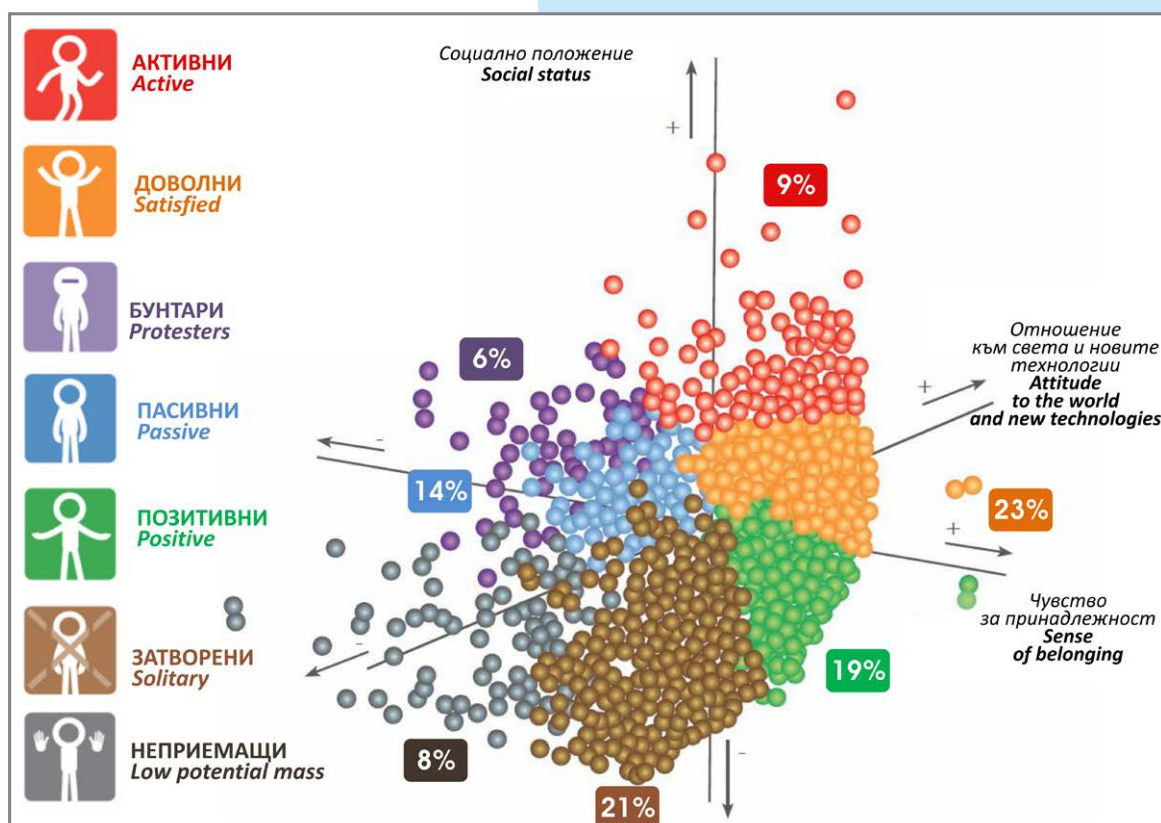 АКТИВНИ
Active
ДОВОЛНИ
Satisfied
БУНТАРИ
Protesters
ПАСИВНИ
Passive
ПОЗИТИВНИ
Positive
ЗАТВОРЕНИ
Solitary
НЕПРИЕМАЩИ
Low potential mass
Социално положение
Social status
+
9%
6%
Отношение
към света и новите
технологии
Attitude
to the world
and new technologies
+
-
14%
23%
+
Чувство
за принадлежност
Sense
of belonging
-
19%
8%
-
21%